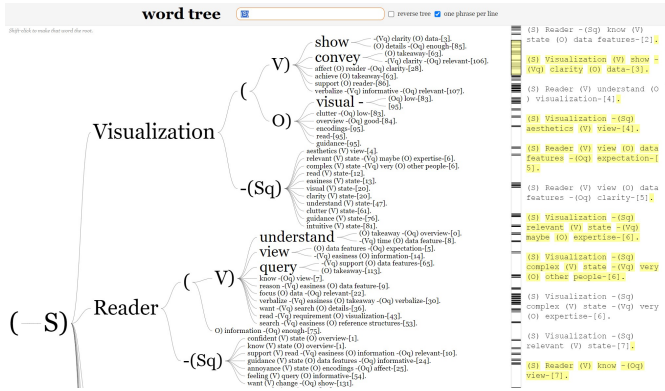 word tree
(S)
reverse tree
one phrase per line
Shift-click to make that word the root.
( S)
Visualization
(
V)
show
-(Vq) clarity (O) data-[3].
(O) details -(Oq) enough-[85].
convey
(O) takeaway-[63].
-(Vq) clarity -(Oq) relevant-[106].
affect (O) reader -(Oq) clarity-[28].
achieve (O) takeaway-[63].
support (O) reader-[86].
verbalize -(Vq) informative -(Oq) relevant-[107].
O)
visual -
(Oq) low-[83].
[95].
clutter -(Oq) low-[83].
overview -(Oq) good-[84].
encodings-[95].
read-[95].
guidance-[95].
-(Sq)
aesthetics (V) view-[4].
relevant (V) state -(Vq) maybe (O) expertise-[6].
complex (V) state -(Vq) very (O) other people-[6].
read (V) state-[12].
easiness (V) state-[13].
visual (V) state-[20].
clarity (V) state-[20].
understand (V) state-[47].
clutter (V) state-[61].
guidance (V) state-[76].
intuitive (V) state-[81].
Reader
(
V)
understand
(O) takeaway -(Oq) overview-[0].
-(Vq) time (O) data feature-[8].
view
(O) data features -(Oq) expectation-[5].
-(Vq) easiness (O) information-[14].
query
-(Vq) support (O) data features-[65].
(O) takeaway-[113].
know -(Oq) view-[7].
reason -(Vq) easiness (O) data feature-[9].
focus (O) data -(Oq) relevant-[22].
verbalize -(Vq) easiness (O) takeaway -(Oq) verbalize-[30].
want -(Vq) search (O) details-[36].
read -(Vq) requirement (O) visualization-[43].
search -(Vq) easiness (O) reference structures-[53].
O) information -(Oq) enough-[75].
-(Sq)
confident (V) state (O) overview-[1].
know (V) state (O) overview-[1].
support (V) read -(Vq) easiness (O) information -(Oq) relevant-[10].
guidance (V) state (O) data features -(Oq) informative-[24].
annoyance (V) state (O) encodings -(Oq) affect-[25].
feeling (V) query (O) informative-[54].
want (V) change -(Oq) show-[131].
(S) Reader -(Sq) know (V)
state (O) data features-[2].
(S) Visualization (V) show -
(Vq) clarity (O) data-[3].
(S) Reader (V) understand (O
) visualization-[4].
(S) Visualization -(Sq)
aesthetics (V) view-[4].
(S) Reader (V) view (O) data
features -(Oq) expectation-[
5].
(S) Reader (V) view (O) data
features -(Oq) clarity-[5].
(S) Visualization -(Sq)
relevant (V) state -(Vq)
maybe (O) expertise-[6].
(S) Visualization -(Sq)
complex (V) state -(Vq) very
(O) other people-[6].
(S) Visualization -(Sq)
complex (V) state -(Vq) very
(O) expertise-[6].
(S) Visualization -(Sq)
relevant (V) state-[7].
(S) Reader (V) know -(Oq)
view-[7].